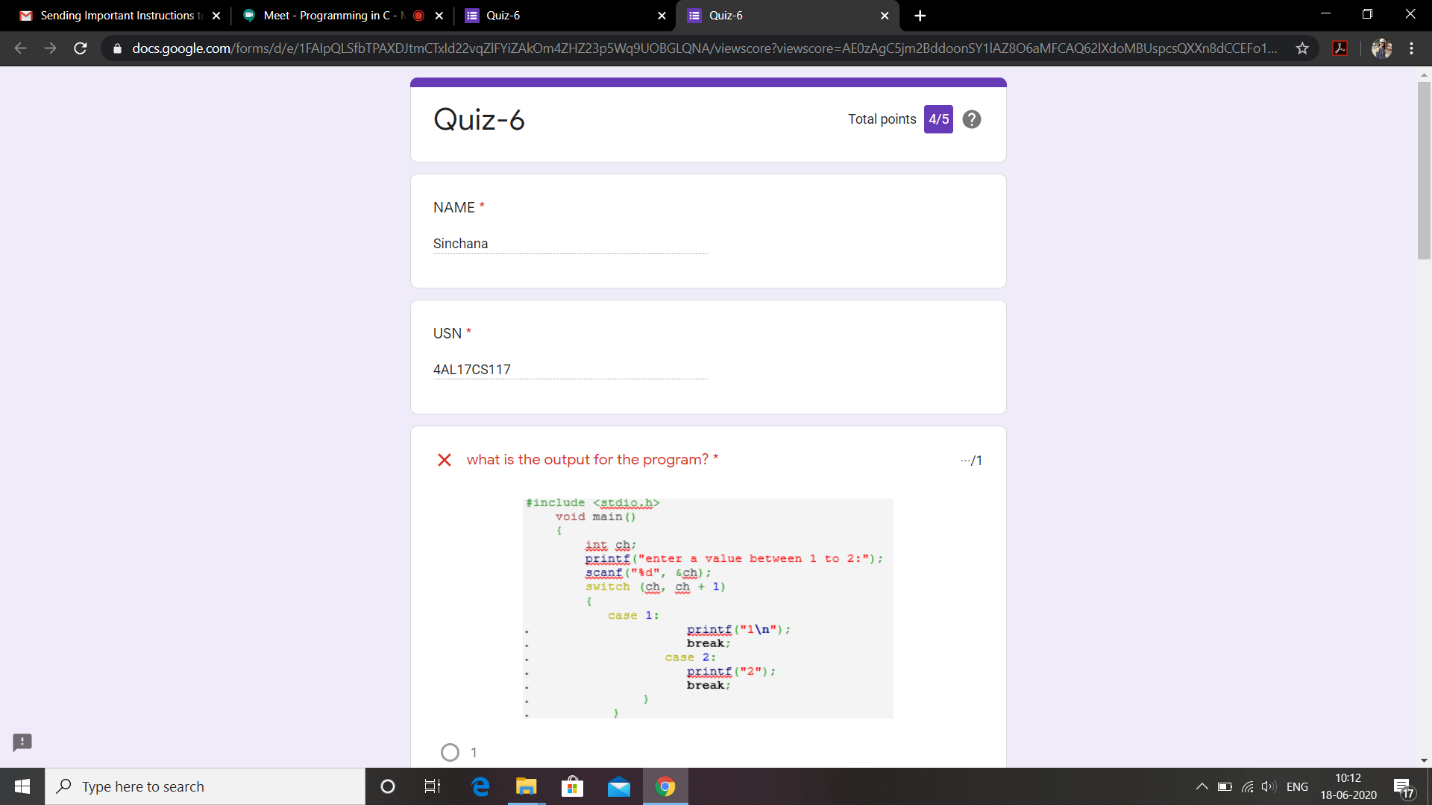 Sending Important Instructions t
Meet - Programming in C -
Quiz-6
Quiz-6
docs.google.com/forms/d/e/1FAIpQLSfbTPAXDJtmCTxId22vqZlFYiZAkOm4ZHZ23p5Wq9UOBGLQNA/viewscore?viewscore=AE0zAgC5jm2BddoonSY1lAZ8O6aMFCAQ62lXdoMBUspcsQXXn8dCCEFo1...
Quiz-6
Total points 4/5
NAME *
Sinchana
USN *
4AL17CS117
what is the output for the program? *
···/1
#include <stdio.h>
void main()
{
int ch;
printf("enter a value between 1 to 2:");
scanf("%d", &ch);
switch (ch, ch + 1)
{
case 1:
printf("1\n");
break;
case 2:
printf("2");
break;
}
}
1
Type here to search
ENG
10:12
18-06-2020
17